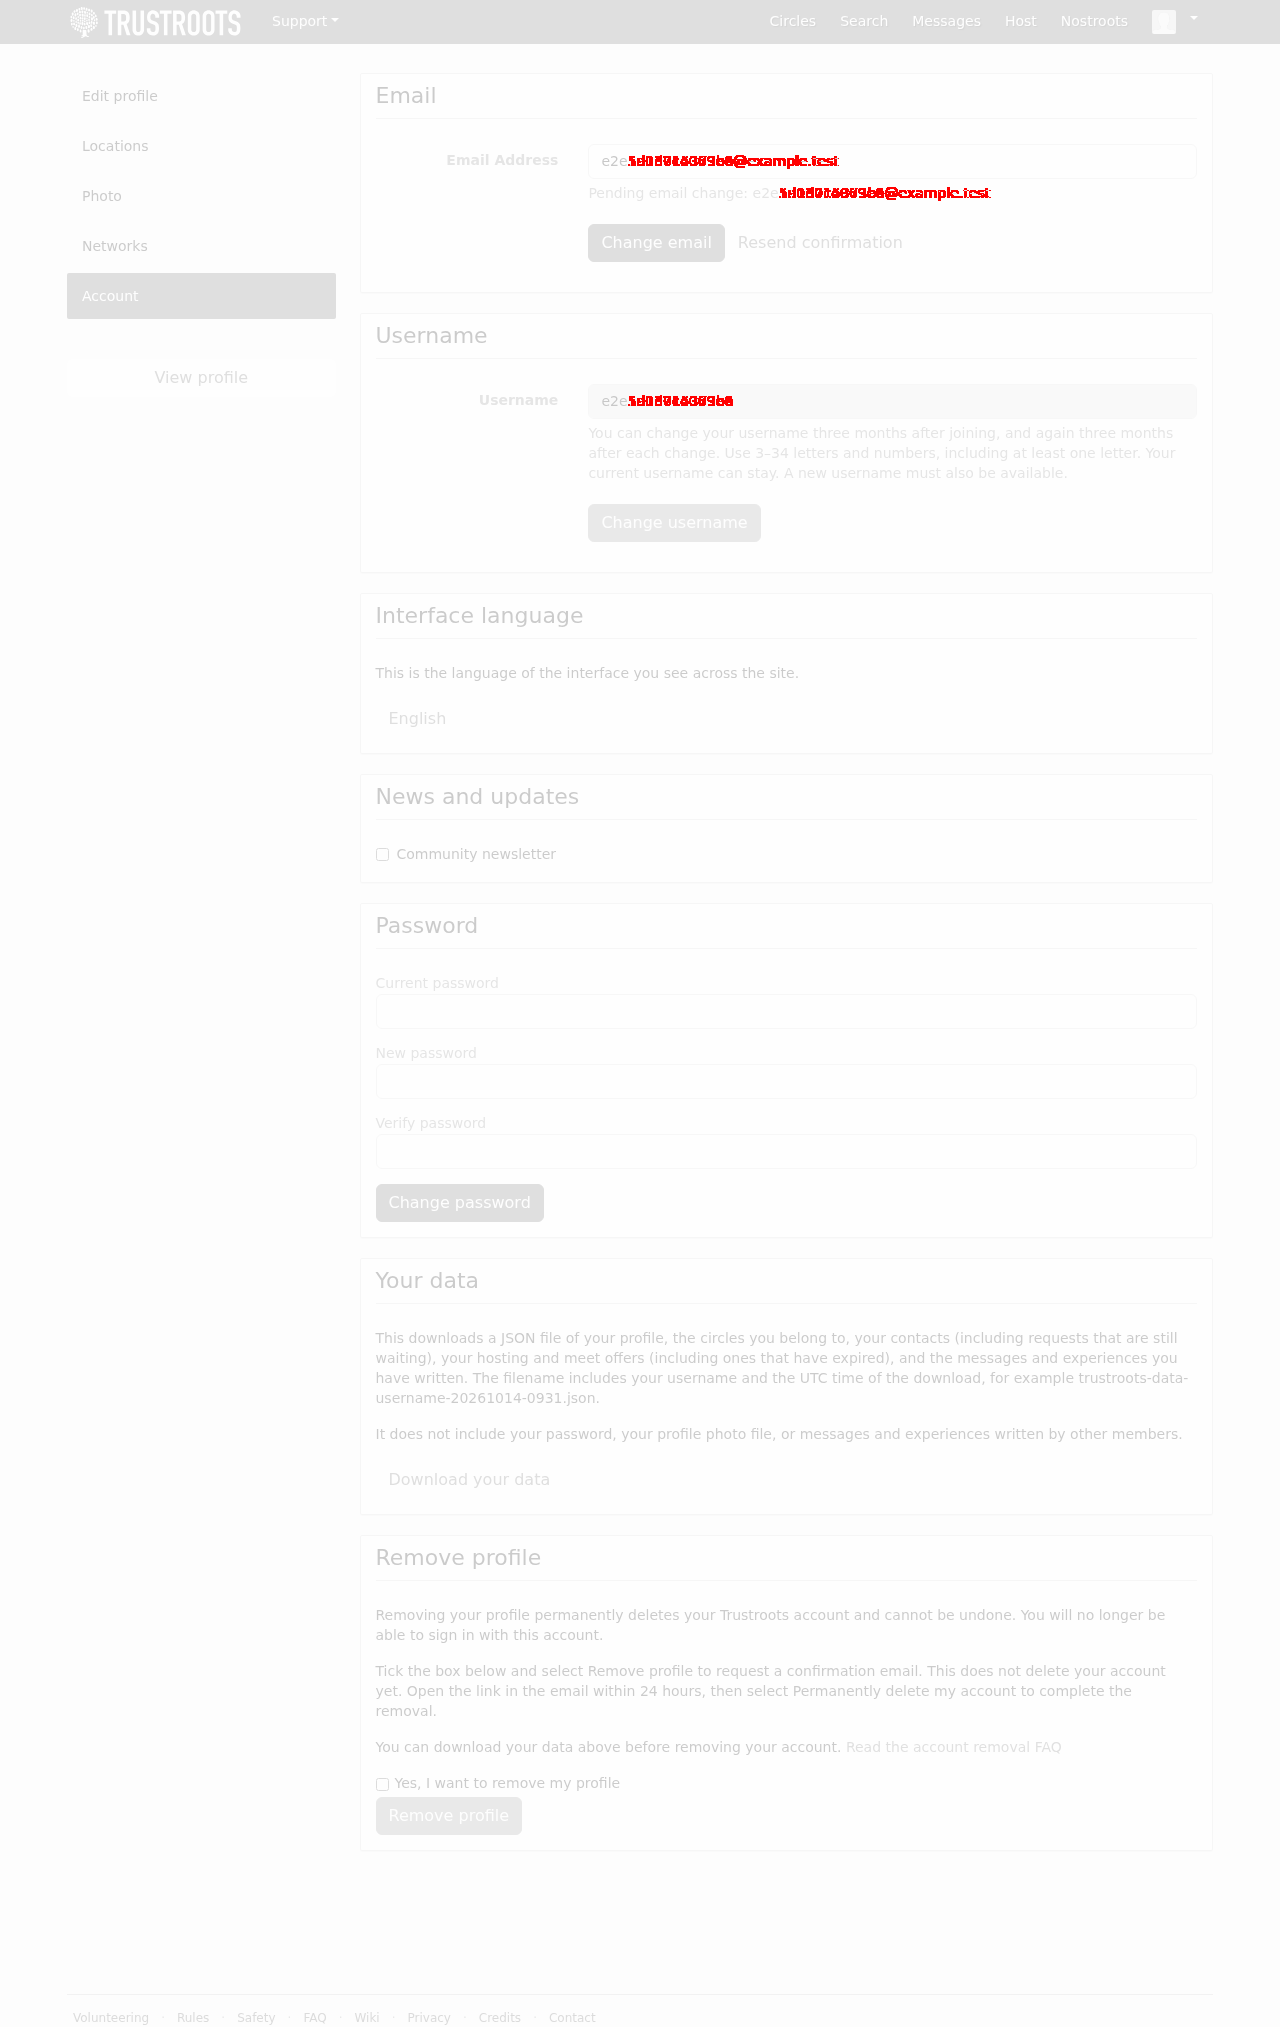 TRUSTROOTS
Support
Circles
Search
Messages
Host
Nostroots
Edit profile
Locations
Photo
Networks
Account
View profile
Email
Email Address
e2e
Pending email change: e2e
Change email
Resend confirmation
Username
Username
e2e
You can change your username three months after joining, and again three months
after each change. Use 3–34 letters and numbers, including at least one letter. Your
current username can stay. A new username must also be available.
Change username
Interface language
This is the language of the interface you see across the site.
English
News and updates
Community newsletter
Password
Current password
New password
Verify password
Change password
Your data
This downloads a JSON file of your profile, the circles you belong to, your contacts (including requests that are still
waiting), your hosting and meet offers (including ones that have expired), and the messages and experiences you
have written. The filename includes your username and the UTC time of the download, for example trustroots-data-
username-20261014-0931.json.
It does not include your password, your profile photo file, or messages and experiences written by other members.
Download your data
Remove profile
Removing your profile permanently deletes your Trustroots account and cannot be undone. You will no longer be
able to sign in with this account.
Tick the box below and select Remove profile to request a confirmation email. This does not delete your account
yet. Open the link in the email within 24 hours, then select Permanently delete my account to complete the
removal.
You can download your data above before removing your account. Read the account removal FAQ
Yes, I want to remove my profile
Remove profile
Volunteering · Rules · Safety · FAQ · Wiki · Privacy · Credits · Contact